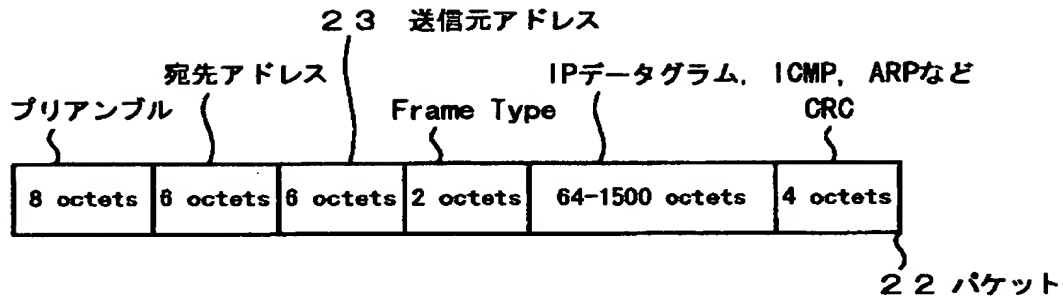 ２３ 送信元アドレス
宛先アドレス
IPデータグラム, ICMP, ARPなど
プリアンブル
Frame Type
CRC
8 octets 6 octets 6 octets 2 octets 64-1500 octets 4 octets
２２ パケット